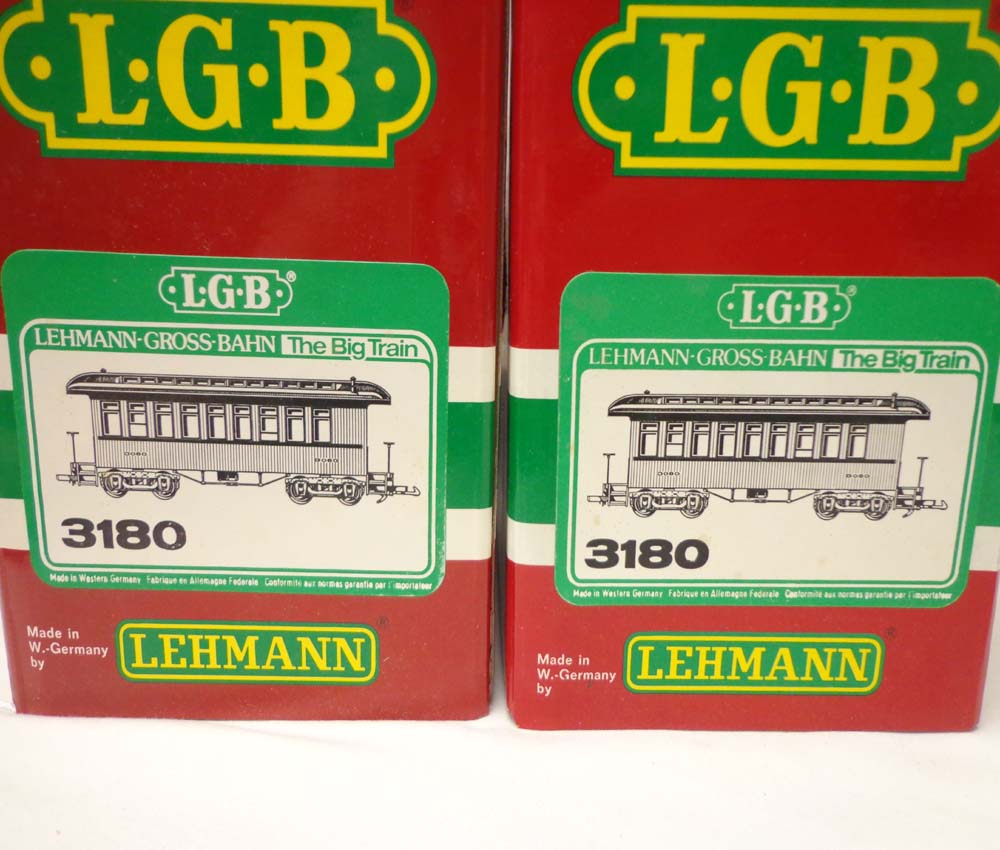 L·G·B
L·G·B®
LEHMANN-GROSS-BAHN The Big Train
3180
Made in Western Germany Fabriqué en Allemagne Federale Conformité aux normes garantie par l'importateur
Made in
W.-Germany
by
LEHMANN®
L·G·B
L·G·B®
LEHMANN-GROSS-BAHN The Big Train
3180
Made in Western Germany Fabrique en Allemagne Federale Conformité aux normes garantie par l'importateur
Made in
W.-Germany
by
LEHMANN®